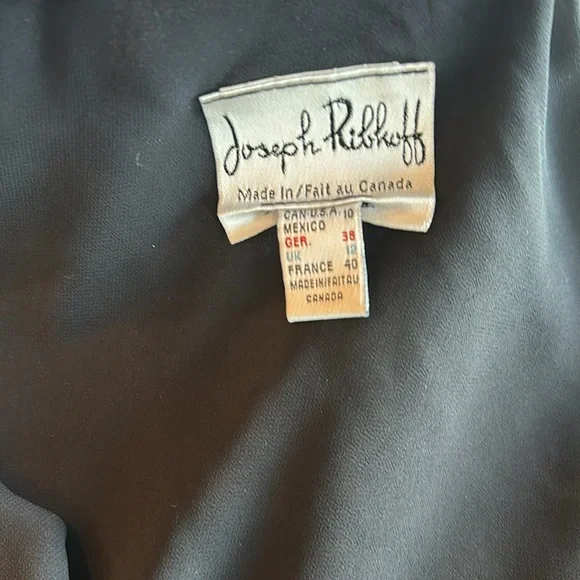 Joseph Ribkoff
Made In/Fait au Canada
CAN U.S.A. 10
MEXICO
GER. 38
UK 12
FRANCE 40
MADE IN/FAIT AU
CANADA